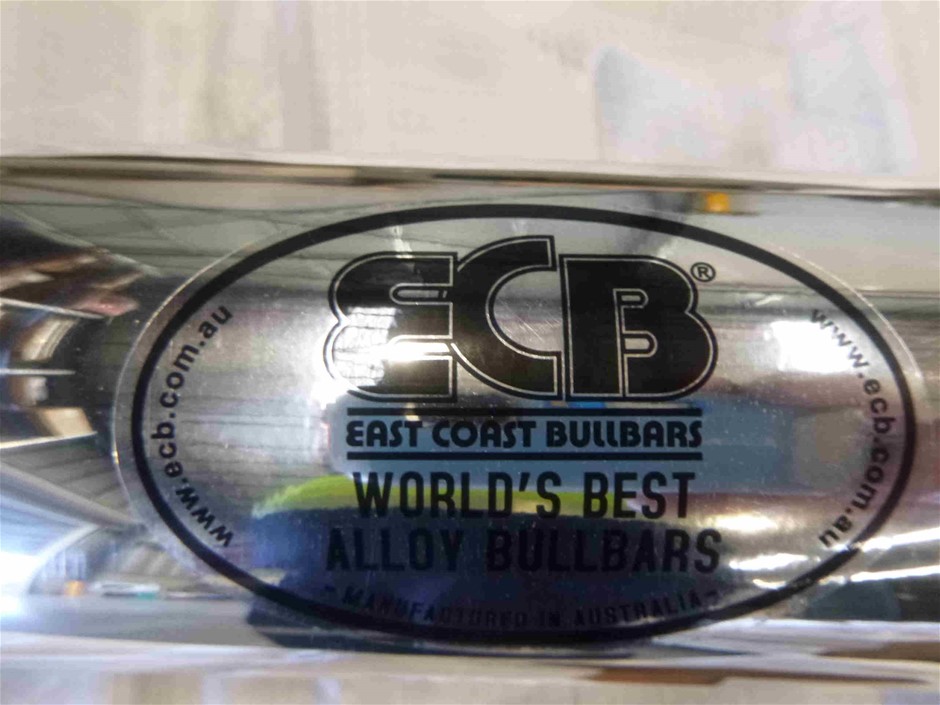 ECB®
EAST COAST BULLBARS
WORLD'S BEST
ALLOY BULLBARS
- MANUFACTURED IN AUSTRALIA -
www.ecb.com.au
www.ecb.com.au